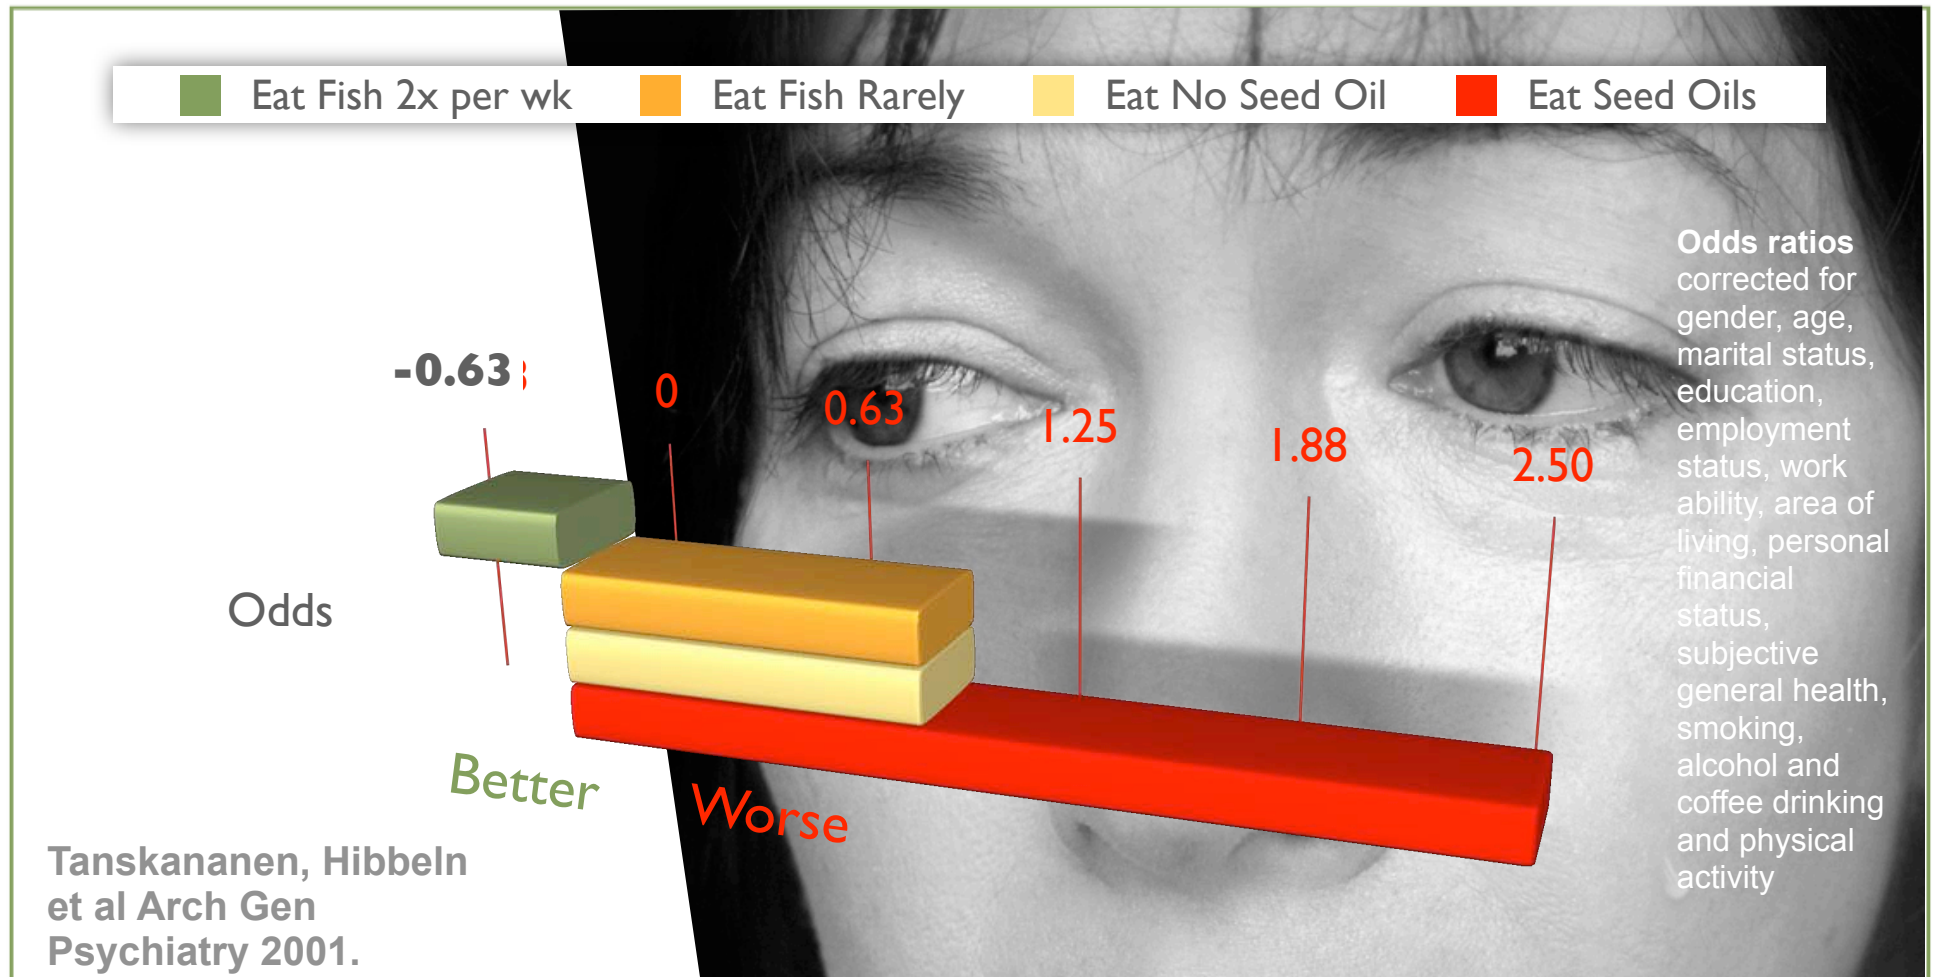 Eat Fish 2x per wk Eat Fish Rarely Eat No Seed Oil Eat Seed Oils
-0.63
0
0.63
1.25
1.88
2.50
Odds
Better
Worse
Odds ratios
corrected for
gender, age,
marital status,
education,
employment
status, work
ability, area of
living, personal
financial
status,
subjective
general health,
smoking,
alcohol and
coffee drinking
and physical
activity
Tanskananen, Hibbeln
et al Arch Gen
Psychiatry 2001.